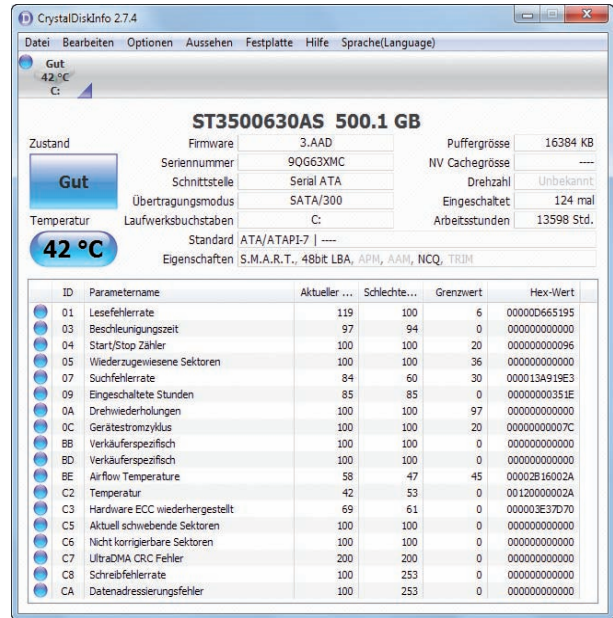 CrystalDiskInfo 2.7.4
Datei Bearbeiten Optionen Aussehen Festplatte Hilfe Sprache(Language)
Gut
42 °C
C:
ST3500630AS 500.1 GB
Zustand
Gut
Temperatur
42 °C
Firmware 3.AAD Puffergrösse 16384 KB
Seriennummer 9QG63XMC NV Cachegrösse ----
Schnittstelle Serial ATA Drehzahl Unbekannt
Übertragungsmodus SATA/300 Eingeschaltet 124 mal
Laufwerksbuchstaben C: Arbeitsstunden 13598 Std.
Standard ATA/ATAPI-7 | ----
Eigenschaften S.M.A.R.T., 48bit LBA, APM, AAM, NCQ, TRIM
ID Parametername Aktueller ... Schlechte... Grenzwert Hex-Wert
01 Lesefehlerrate 119 100 6 00000D665195
03 Beschleunigungszeit 97 94 0 000000000000
04 Start/Stop Zähler 100 100 20 000000000096
05 Wiederzugewiesene Sektoren 100 100 36 000000000000
07 Suchfehlerrate 84 60 30 000013A919E3
09 Eingeschaltete Stunden 85 85 0 00000000351E
0A Drehwiederholungen 100 100 97 000000000000
0C Gerätestromzyklus 100 100 20 00000000007C
BB Verkäuferspezifisch 100 100 0 000000000000
BD Verkäuferspezifisch 100 100 0 000000000000
BE Airflow Temperature 58 47 45 00002B16002A
C2 Temperatur 42 53 0 00120000002A
C3 Hardware ECC wiederhergestellt 69 61 0 000003E37D70
C5 Aktuell schwebende Sektoren 100 100 0 000000000000
C6 Nicht korrigierbare Sektoren 100 100 0 000000000000
C7 UltraDMA CRC Fehler 200 200 0 000000000000
C8 Schreibfehlerrate 100 253 0 000000000000
CA Datenadressierungsfehler 100 253 0 000000000000